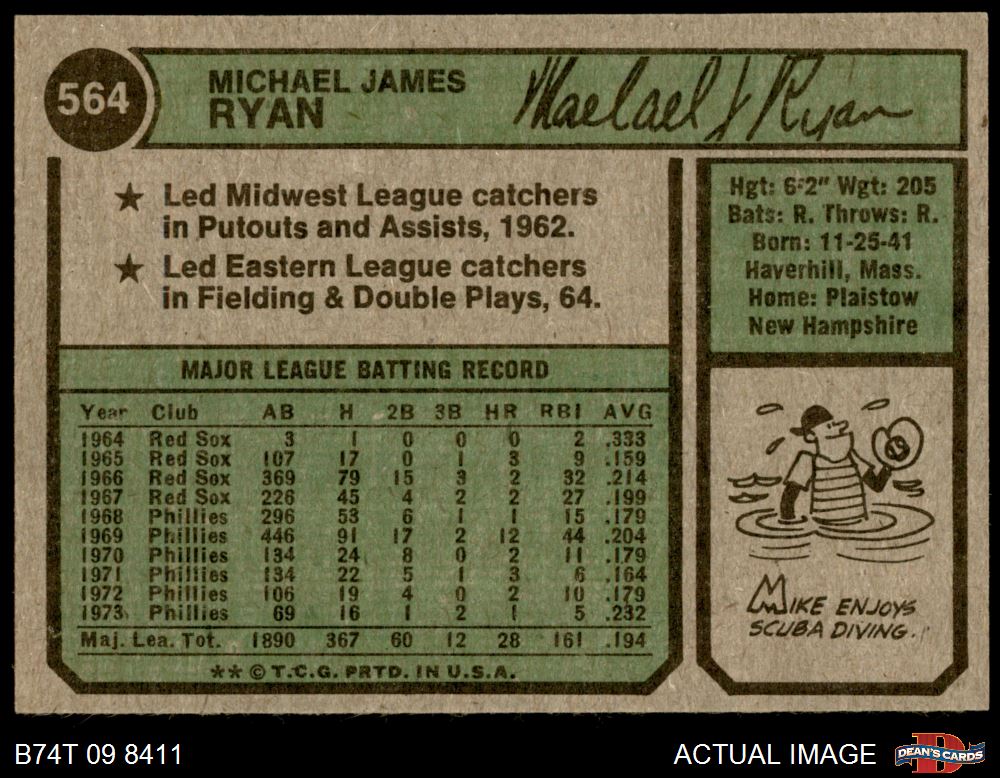 564
MICHAEL JAMES
RYAN
Michael J Ryan
★ Led Midwest League catchers
in Putouts and Assists, 1962.
★ Led Eastern League catchers
in Fielding & Double Plays, 64.
Hgt: 6-2" Wgt: 205
Bats: R. Throws: R.
Born: 11-25-41
Haverhill, Mass.
Home: Plaistow
New Hampshire
MAJOR LEAGUE BATTING RECORD
Year Club AB H 2B 3B HR RBI AVG
1964 Red Sox 3 1 0 0 0 2 .333
1965 Red Sox 107 17 0 1 3 9 .159
1966 Red Sox 369 79 15 3 2 32 .214
1967 Red Sox 226 45 4 2 2 27 .199
1968 Phillies 296 53 6 1 1 15 .179
1969 Phillies 446 91 17 2 12 44 .204
1970 Phillies 134 24 8 0 2 11 .179
1971 Phillies 134 22 5 1 3 6 .164
1972 Phillies 106 19 4 0 2 10 .179
1973 Phillies 69 16 1 2 1 5 .232
Maj. Lea. Tot. 1890 367 60 12 28 161 .194
** © T.C.G. PRTD. IN U.S.A.
MIKE ENJOYS
SCUBA DIVING.
B74T 09 8411
ACTUAL IMAGE
DEAN'S CARDS